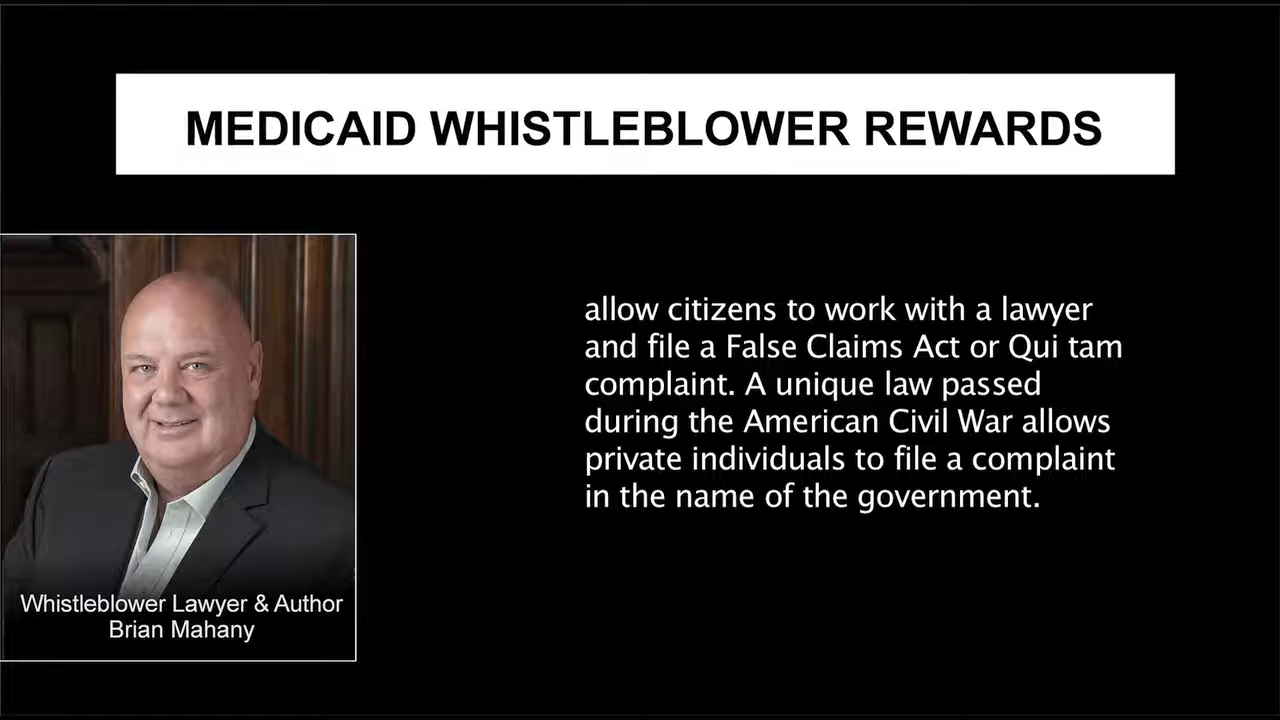 MEDICAID WHISTLEBLOWER REWARDS
allow citizens to work with a lawyer
and file a False Claims Act or Qui tam
complaint. A unique law passed
during the American Civil War allows
private individuals to file a complaint
in the name of the government.
Whistleblower Lawyer & Author
Brian Mahany